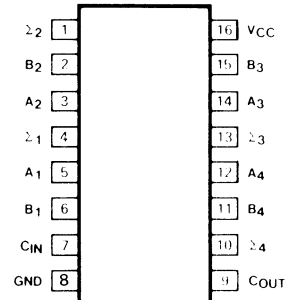 Σ2 1 16 VCC
B2 2 15 B3
A2 3 14 A3
Σ1 4 13 Σ3
A1 5 12 A4
B1 6 11 B4
CIN 7 10 Σ4
GND 8 9 COUT